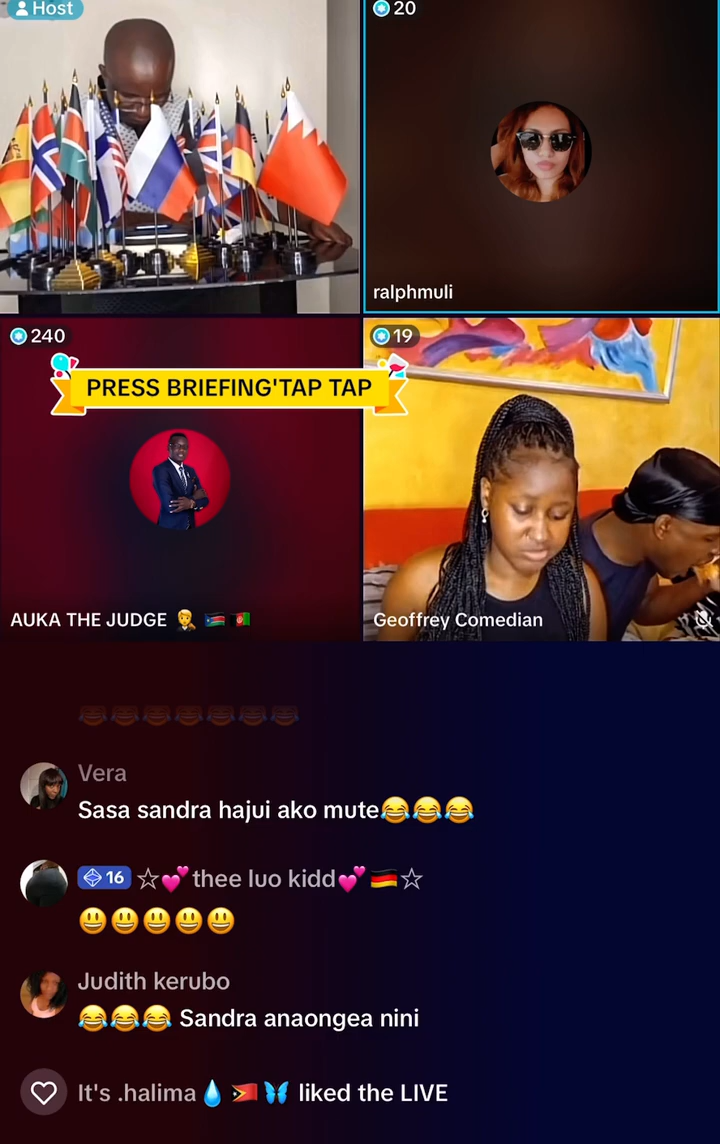 Host
20
ralphmuli
240
19
PRESS BRIEFING'TAP TAP
AUKA THE JUDGE 🤵 🇸🇸 🇦🇫
Geoffrey Comedian
😂😂😂😂😂😂😂
Vera
Sasa sandra hajui ako mute😂😂😂
16 ☆💕thee luo kidd💕🇩🇪☆
😃😃😃😃😃
Judith kerubo
😂😂😂 Sandra anaongea nini
It's .halima💧🇹🇱🦋 liked the LIVE